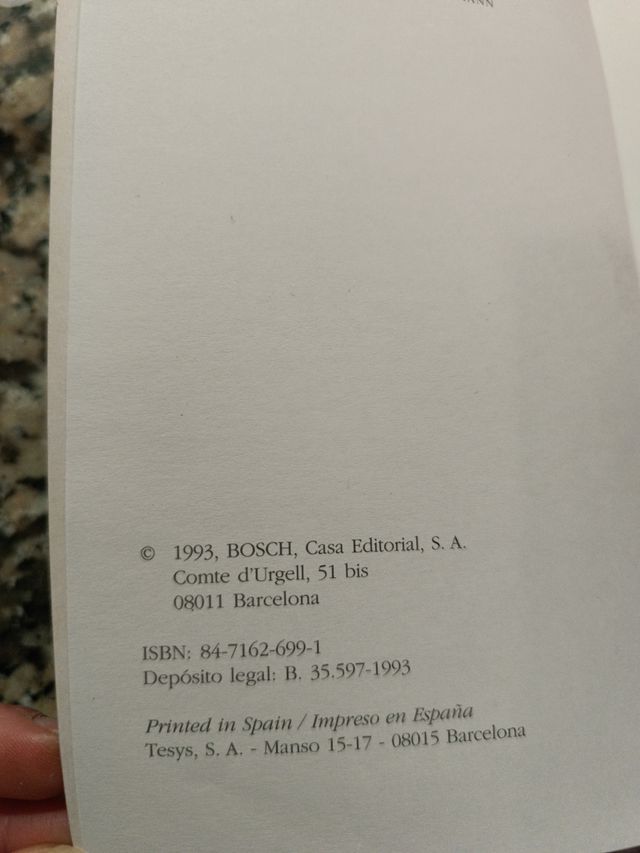 © 1993, BOSCH, Casa Editorial, S. A.
Comte d'Urgell, 51 bis
08011 Barcelona
ISBN: 84-7162-699-1
Depósito legal: B. 35.597-1993
Printed in Spain / Impreso en España
Tesys, S. A. - Manso 15-17 - 08015 Barcelona